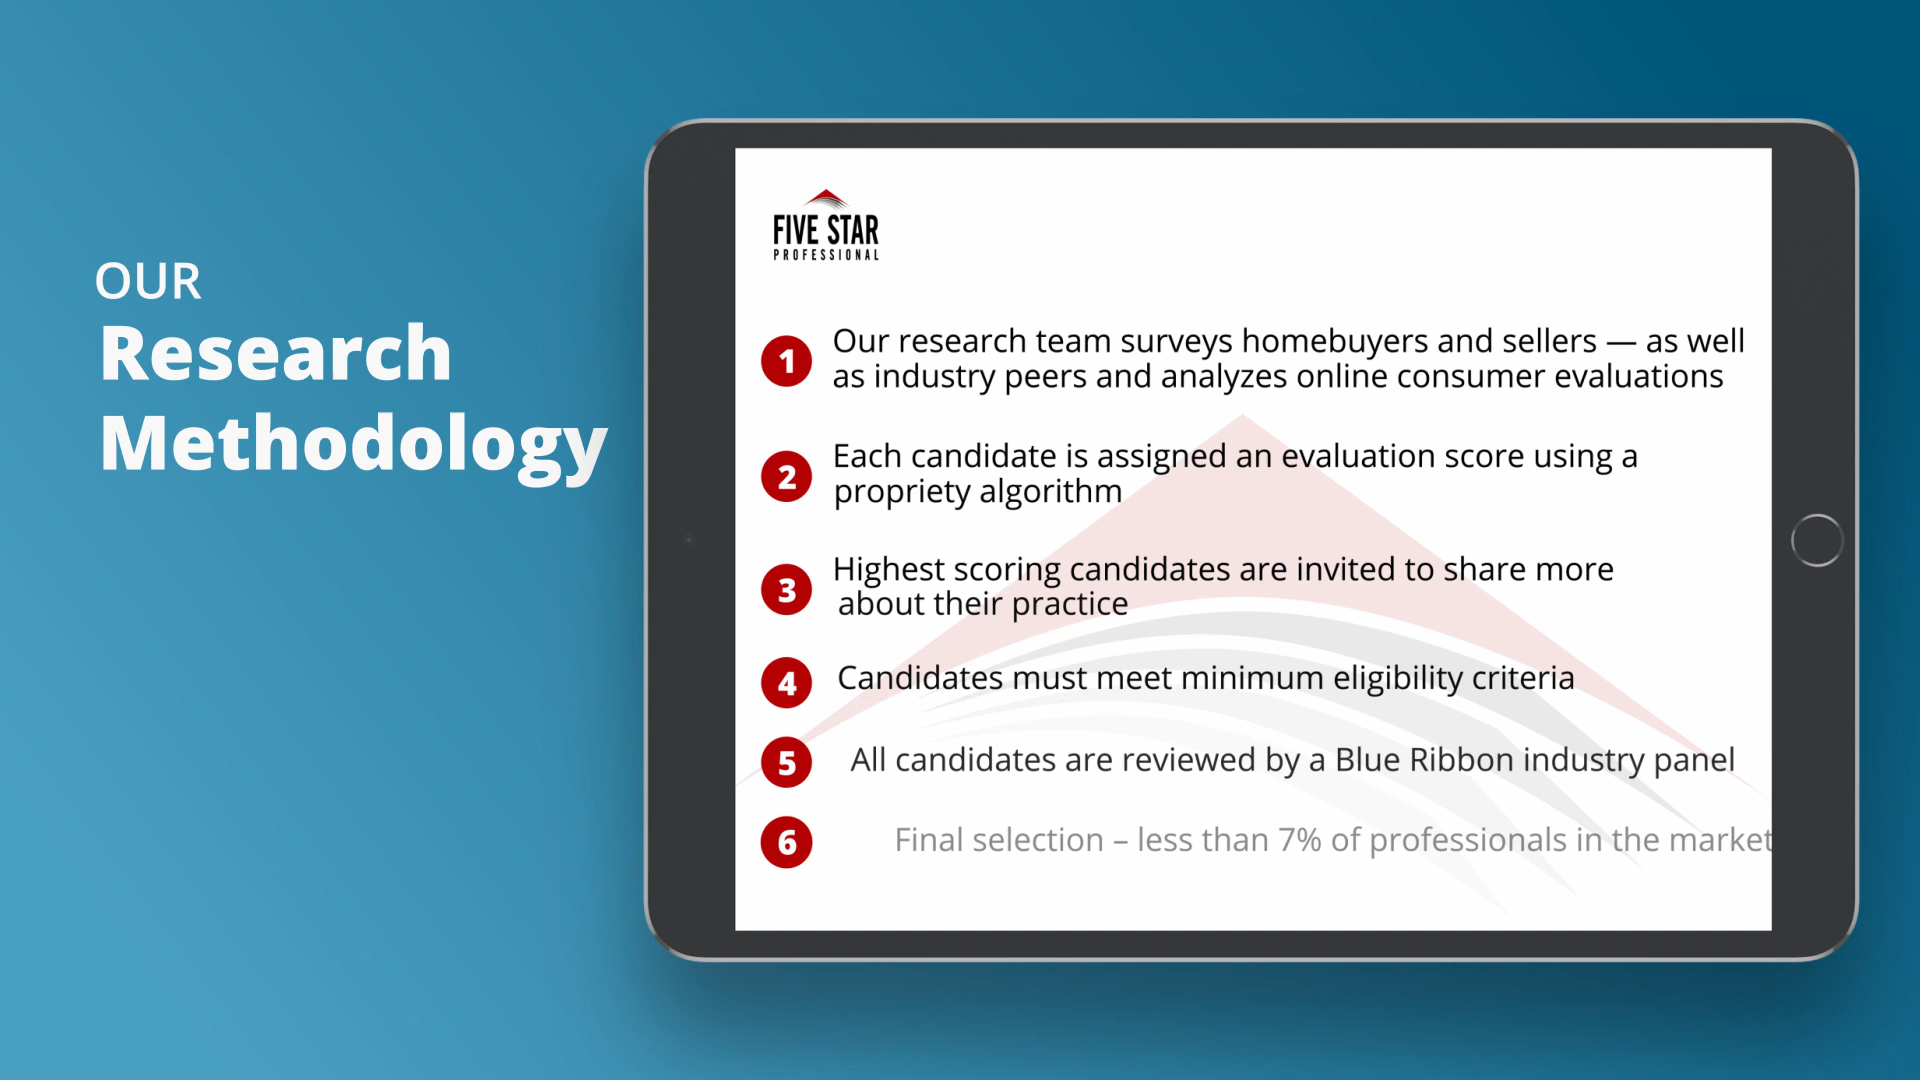 OUR
Research
Methodology
FIVE STAR
PROFESSIONAL
1 Our research team surveys homebuyers and sellers — as well
as industry peers and analyzes online consumer evaluations
2 Each candidate is assigned an evaluation score using a
propriety algorithm
3 Highest scoring candidates are invited to share more
about their practice
4 Candidates must meet minimum eligibility criteria
5 All candidates are reviewed by a Blue Ribbon industry panel
6 Final selection – less than 7% of professionals in the market